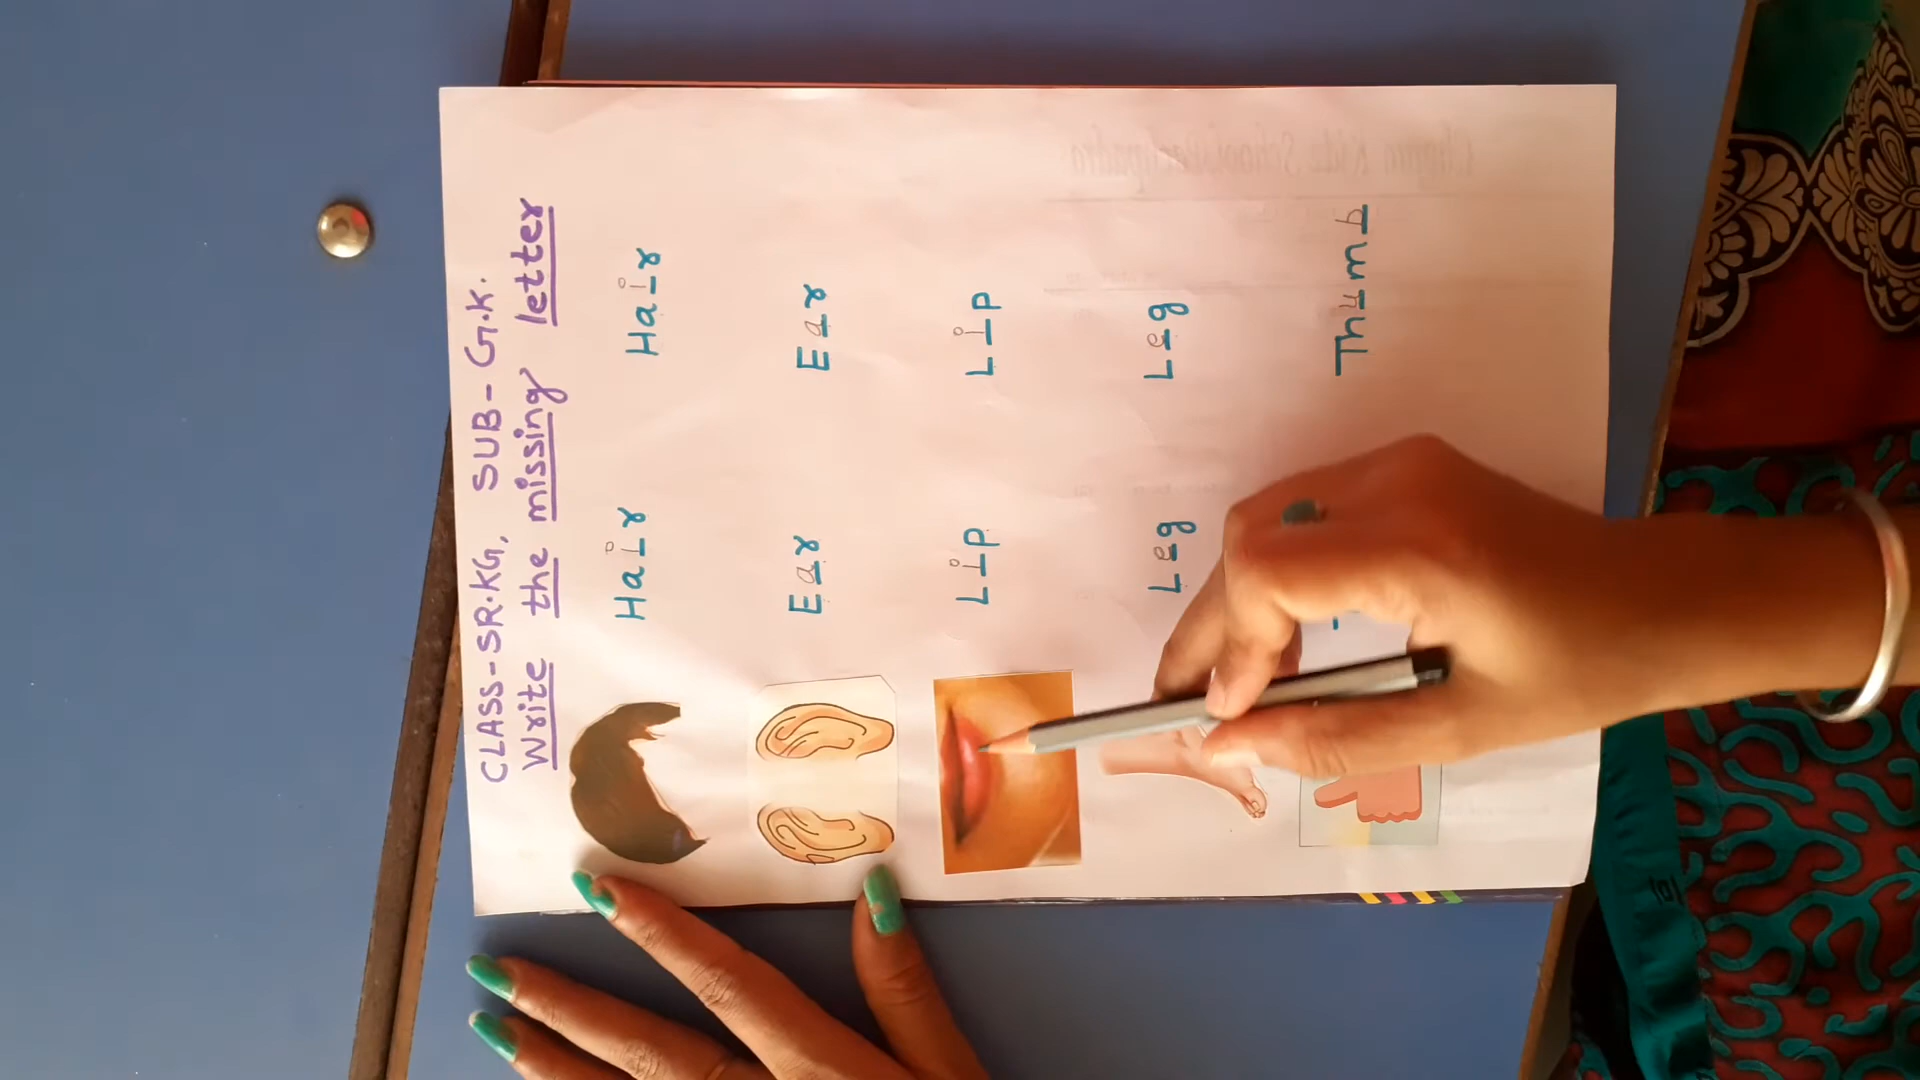 CLASS-SR.KG, SUB-G.K.
Write the missing letter
Hair Hair
Ear Ear
Lip Lip
Leg Leg
Thumb